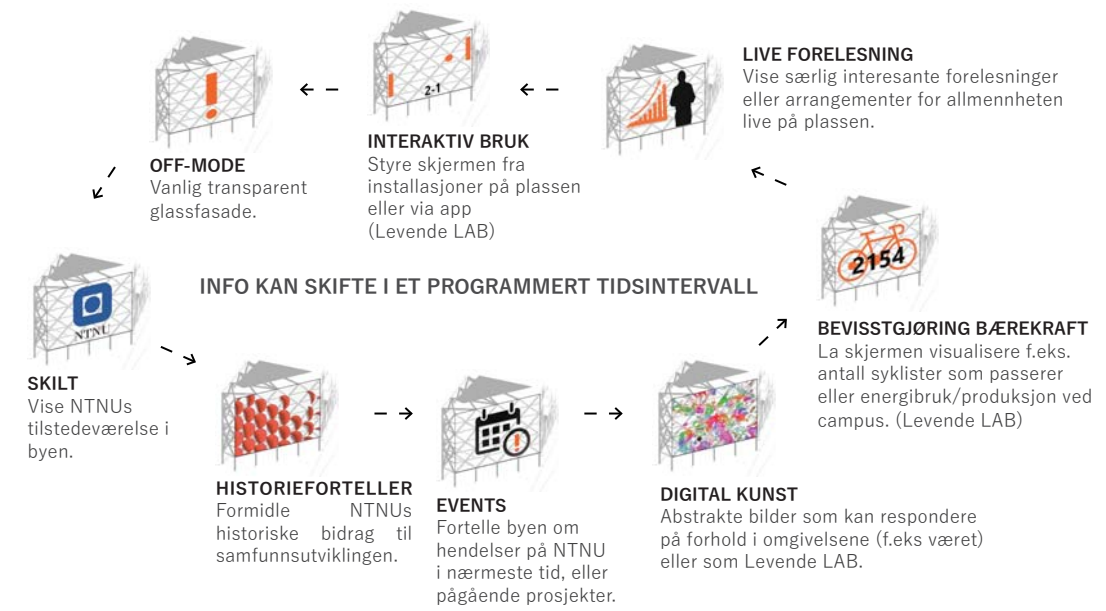 LIVE FORELESNING
Vise særlig interesante forelesninger
eller arrangementer for allmennheten
live på plassen.
2-1
INTERAKTIV BRUK
Styre skjermen fra
installasjoner på plassen
eller via app
(Levende LAB)
!
OFF-MODE
Vanlig transparent
glassfasade.
INFO KAN SKIFTE I ET PROGRAMMERT TIDSINTERVALL
NTNU
SKILT
Vise NTNUs
tilstedeværelse i
byen.
HISTORIEFORTELLER
Formidle NTNUs
historiske bidrag til
samfunnsutviklingen.
!
EVENTS
Fortelle byen om
hendelser på NTNU
i nærmeste tid, eller
pågående prosjekter.
DIGITAL KUNST
Abstrakte bilder som kan respondere
på forhold i omgivelsene (f.eks været)
eller som Levende LAB.
2154
BEVISSTGJØRING BÆREKRAFT
La skjermen visualisere f.eks.
antall syklister som passerer
eller energibruk/produksjon ved
campus. (Levende LAB)